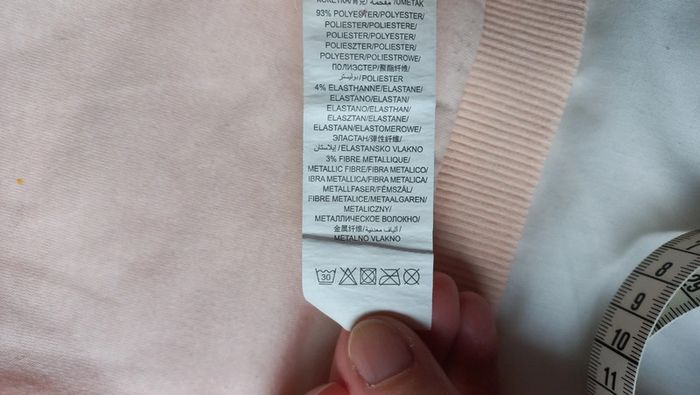 93% POLYESTER/POLYESTER/
POLIESTERE/POLIESTERE/
POLIESTER/POLIESTER/
POLIESZTER/POLIESTER/
POLYESTER/POLIESTROWE/
ПОЛИЭСТЕР/聚酯纤维/
بوليستر/POLIESTER
4% ELASTHANNE/ELASTANE/
ELASTANO/ELASTAN/
ELASTANO/ELASTHAN/
ELASZTAN/ELASTANE/
ELASTAAN/ELASTOMEROWE/
ЭЛАСТАН/弹性纤维/
إيلاستان/ELASTANSKO VLAKNO
3% FIBRE METALLIQUE/
METALLIC FIBRE/FIBRA METALICO/
IBRA METALLICA/FIBRA METALICA/
METALLFASER/FÉMSZÁL/
FIBRE METALICE/METAALGAREN/
METALICZNY/
МЕТАЛЛИЧЕСКОЕ ВОЛОКНО/
金属纤维/ألياف معدنية/
METALNO VLAKNO
30
8
9
10
11